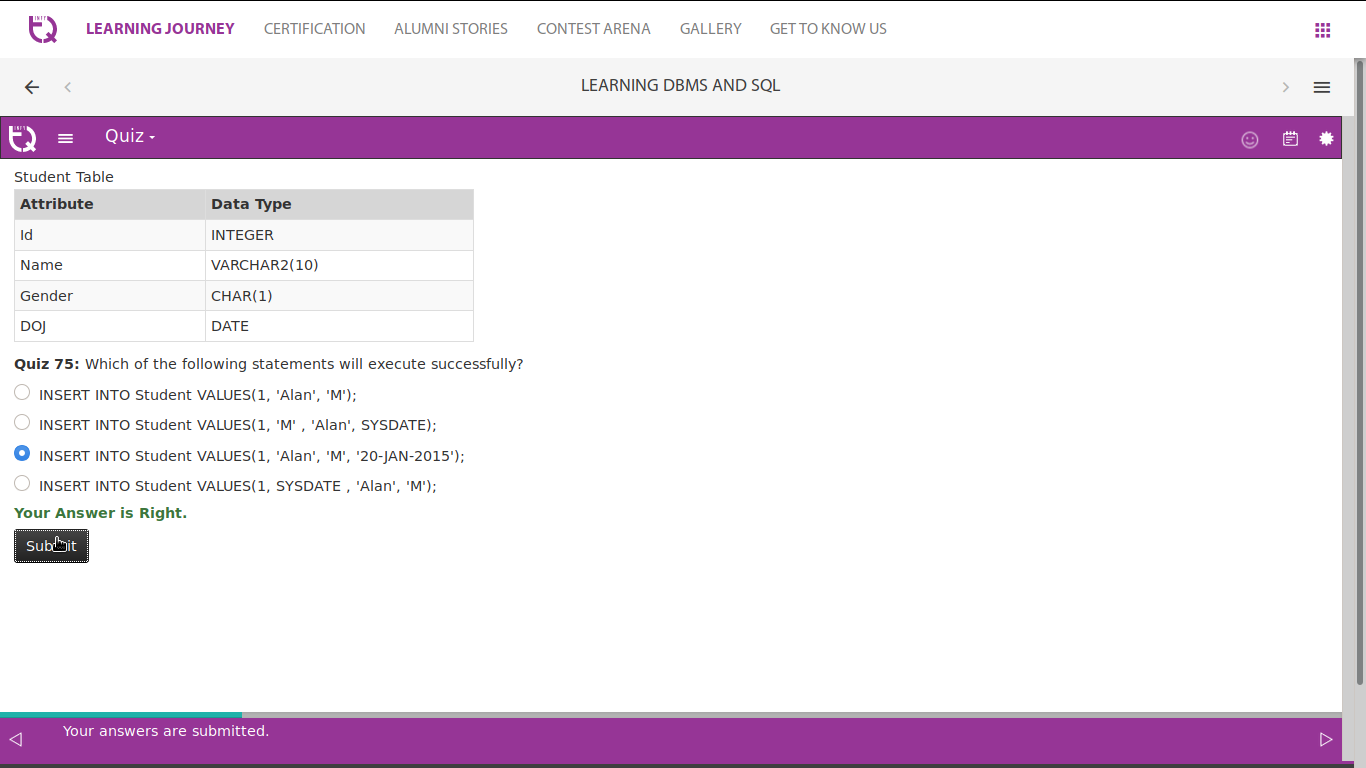 LEARNING JOURNEY CERTIFICATION ALUMNI STORIES CONTEST ARENA GALLERY GET TO KNOW US
LEARNING DBMS AND SQL
Quiz
Student Table
Attribute Data Type
Id INTEGER
Name VARCHAR2(10)
Gender CHAR(1)
DOJ DATE
Quiz 75: Which of the following statements will execute successfully?
INSERT INTO Student VALUES(1, 'Alan', 'M');
INSERT INTO Student VALUES(1, 'M' , 'Alan', SYSDATE);
INSERT INTO Student VALUES(1, 'Alan', 'M', '20-JAN-2015');
INSERT INTO Student VALUES(1, SYSDATE , 'Alan', 'M');
Your Answer is Right.
Submit
Your answers are submitted.